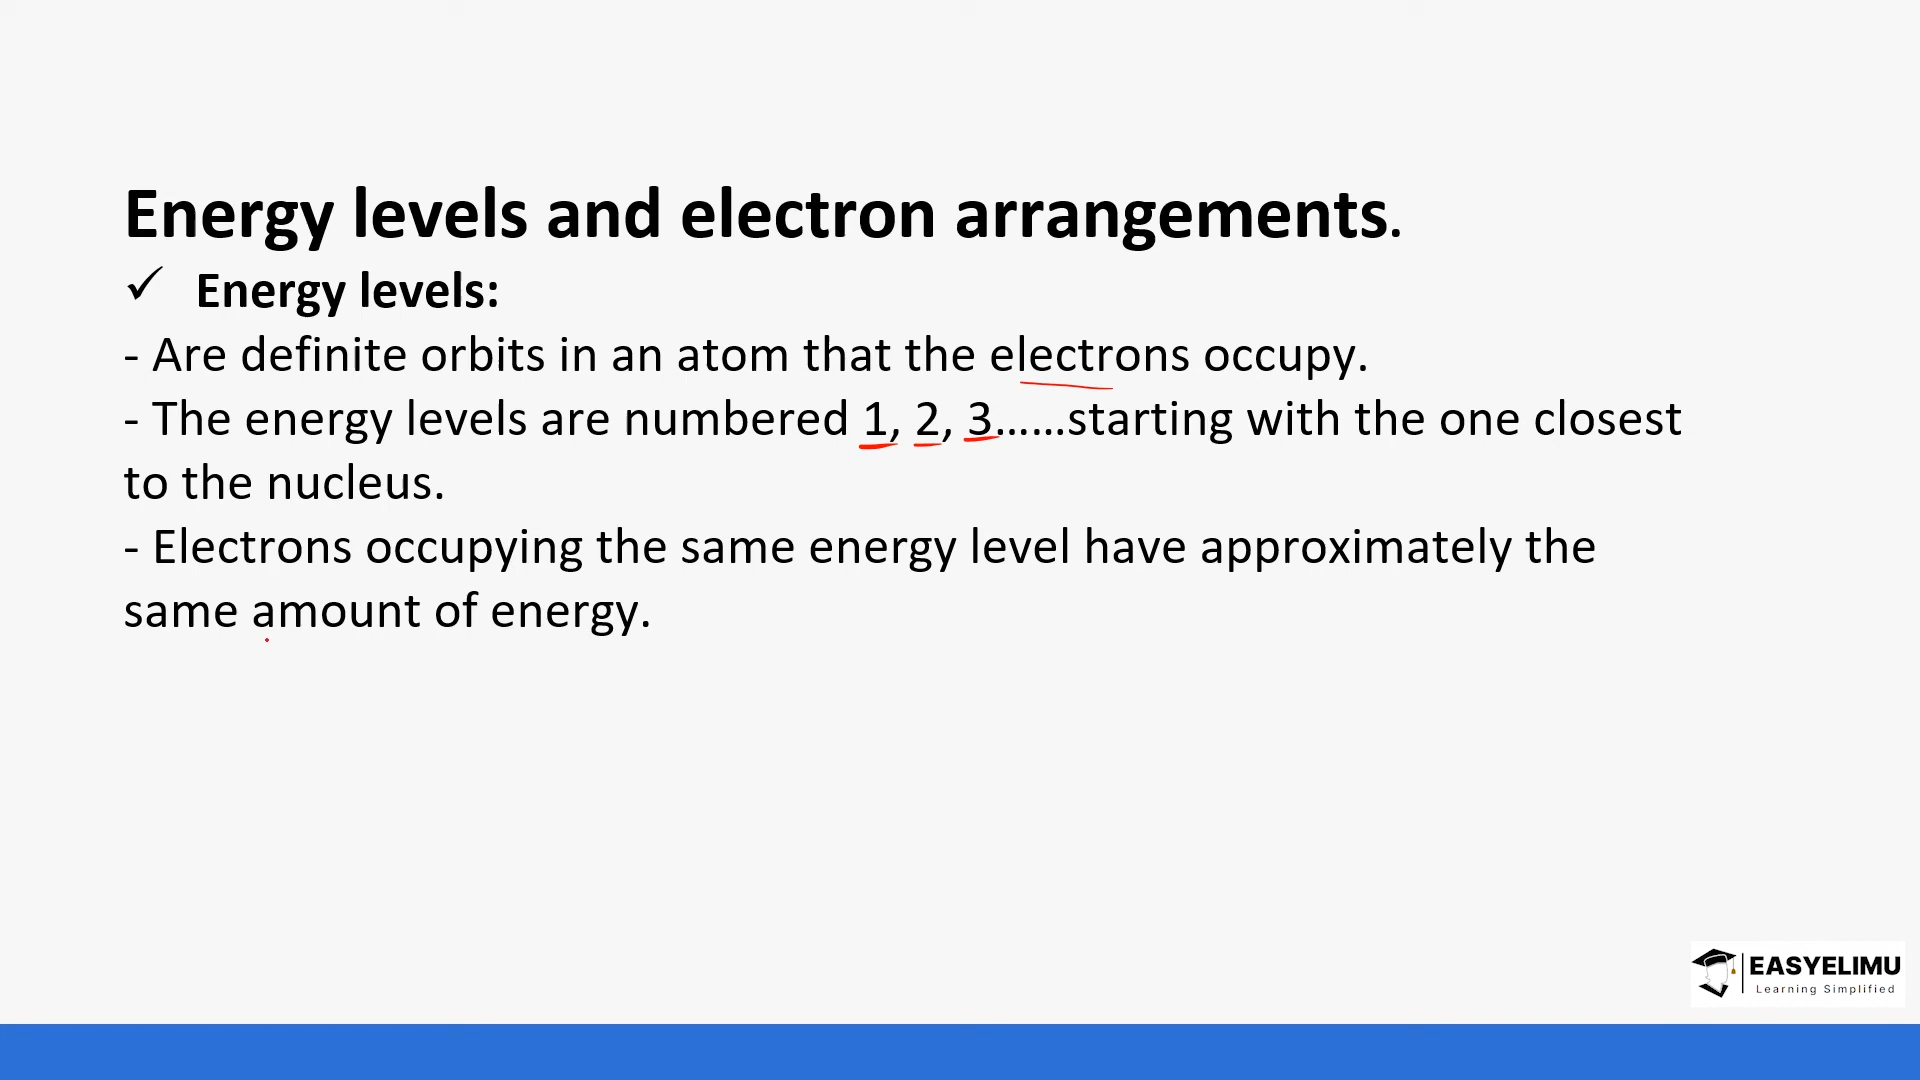 Energy levels and electron arrangements.
✓ Energy levels:
- Are definite orbits in an atom that the electrons occupy.
- The energy levels are numbered 1, 2, 3......starting with the one closest
to the nucleus.
- Electrons occupying the same energy level have approximately the
same amount of energy.
EASYELIMU
Learning Simplified